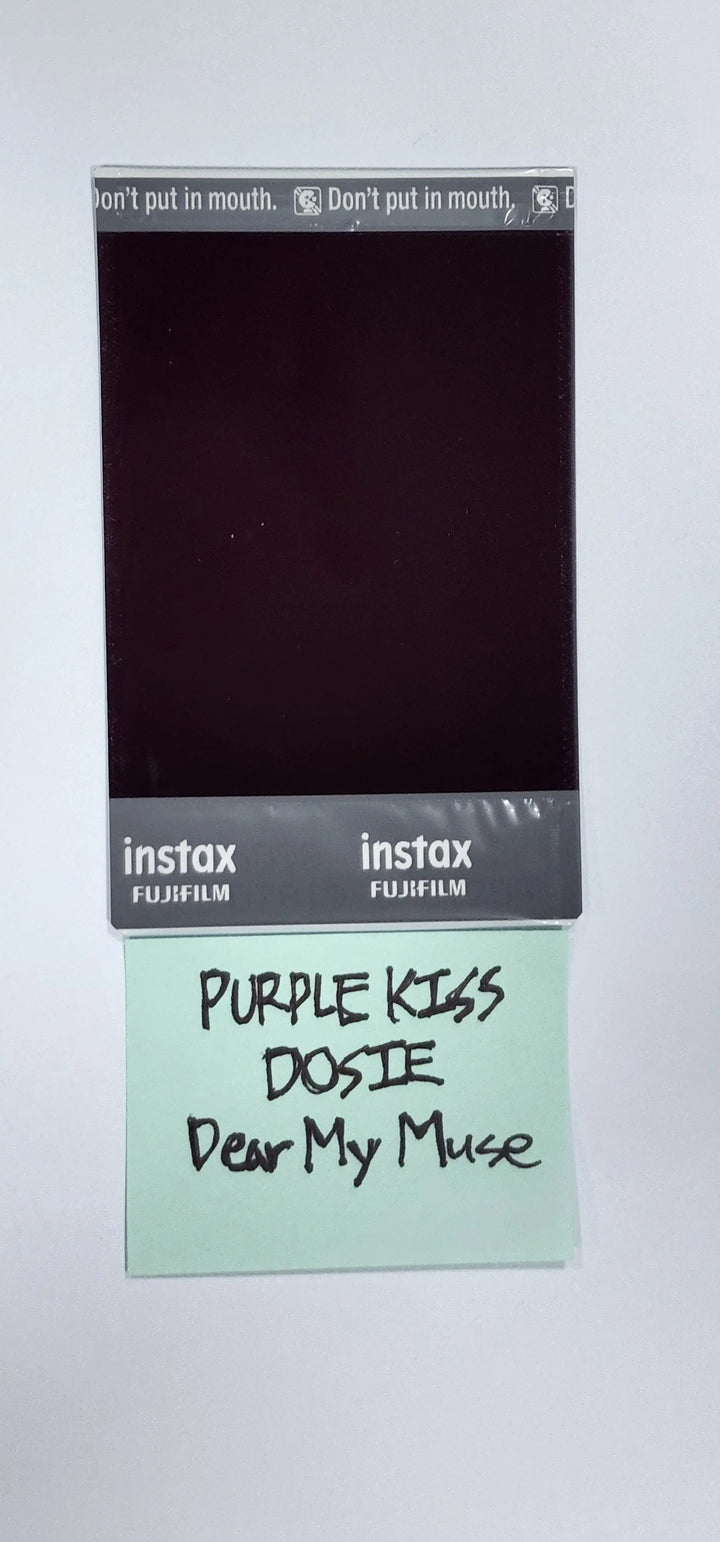 Don't put in mouth. Don't put in mouth. D
instax instax
FUJIFILM FUJIFILM
PURPLE KISS
DOSIE
Dear My Muse